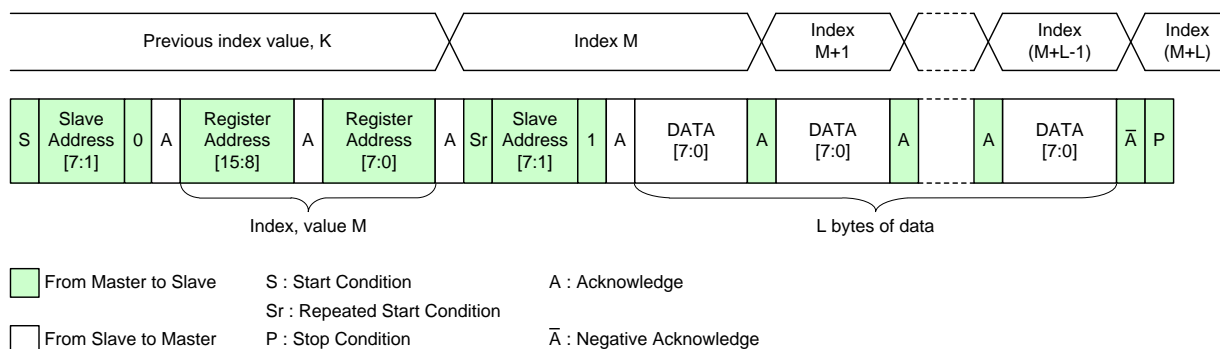 Previous index value, K
Index M
Index
M+1
Index
(M+L-1)
Index
(M+L)
S
Slave
Address
[7:1]
0
A
Register
Address
[15:8]
A
Register
Address
[7:0]
A
Sr
Slave
Address
[7:1]
1
A
DATA
[7:0]
A
DATA
[7:0]
A
A
DATA
[7:0]
A̅
P
Index, value M
L bytes of data
From Master to Slave
S : Start Condition
A : Acknowledge
Sr : Repeated Start Condition
From Slave to Master
P : Stop Condition
A̅ : Negative Acknowledge